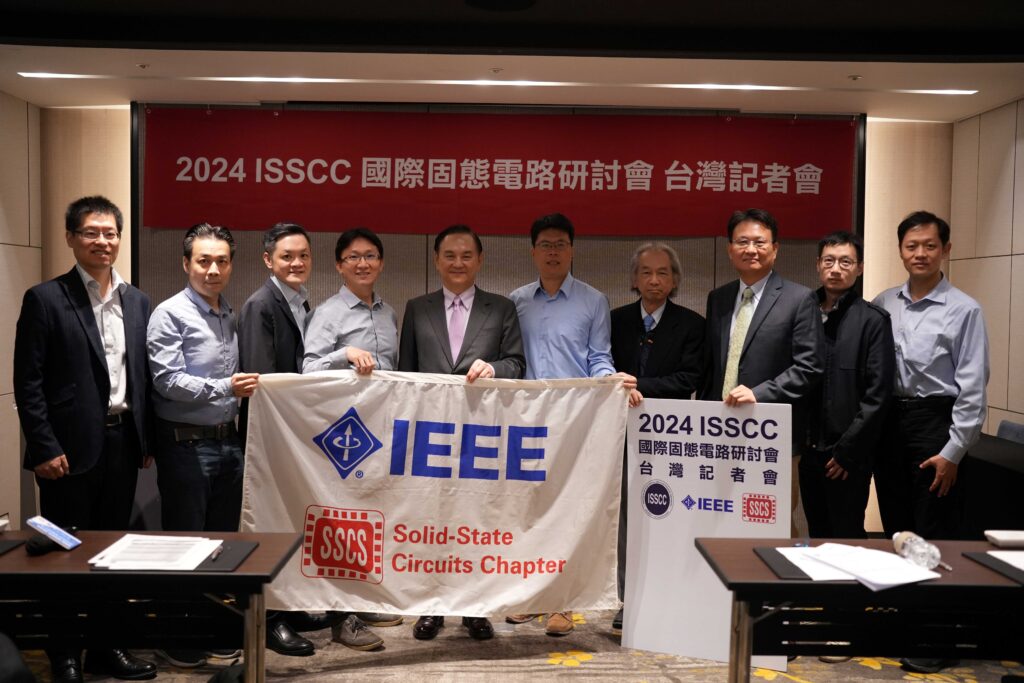 2024 ISSCC 國際固態電路研討會 台灣記者會
IEEE
SSCS
Solid-State
Circuits Chapter
2024 ISSCC
國際固態電路研討會
台灣記者會
ISSCC
IEEE
SSCS